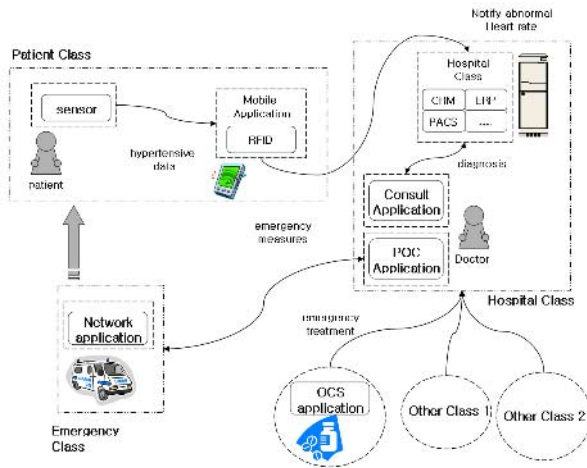 Notify abnormal
Heart rate
Patient Class
Hospital
Class
CHM
ERP
PACS
.....
sensor
Mobile
Application
RFID
hypertensive
data
patient
diagnosis
Consult
Application
emergency
measures
POC
Application
Doctor
Hospital Class
Network
application
emergency
treatment
OCS
application
Other Class 1
Other Class 2
Emergency
Class